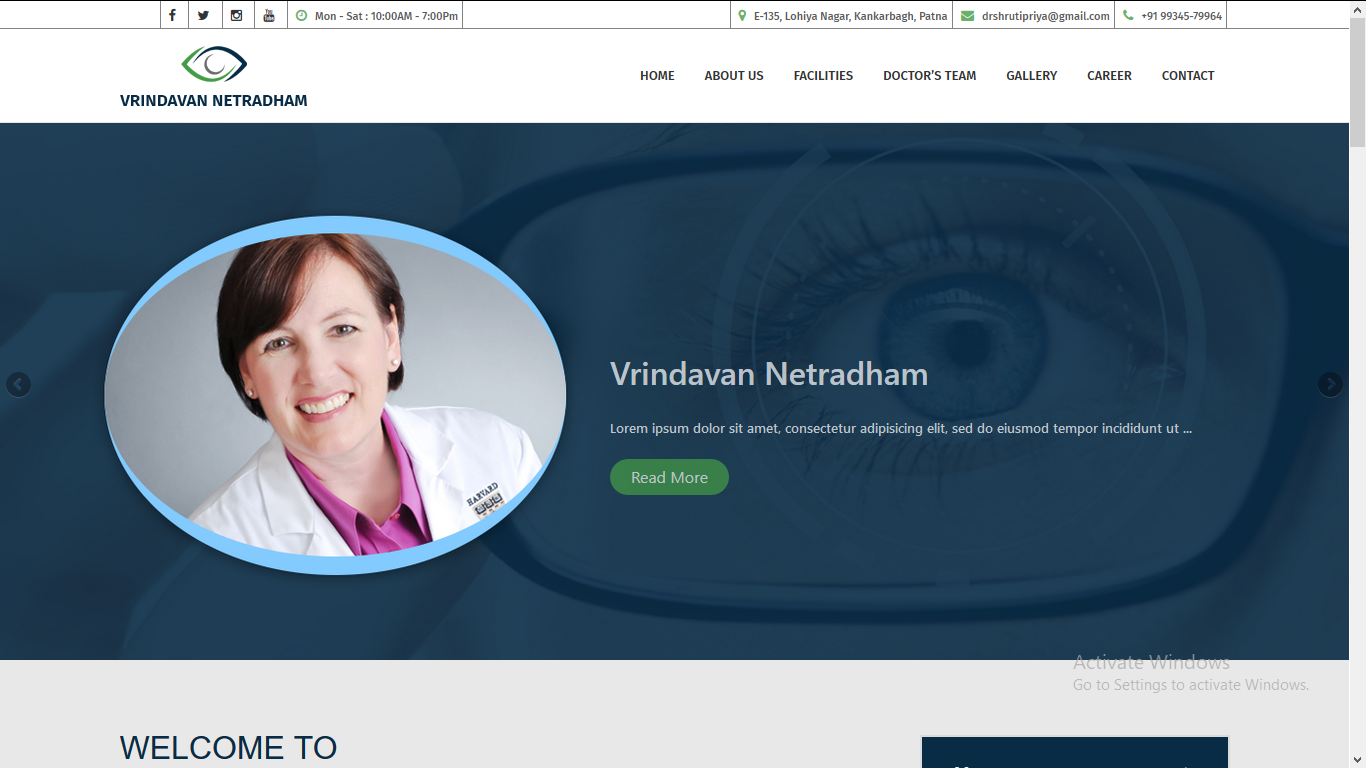 Mon - Sat : 10:00AM - 7:00Pm
E-135, Lohiya Nagar, Kankarbagh, Patna
drshrutipriya@gmail.com
+91 99345-79964
VRINDAVAN NETRADHAM
HOME
ABOUT US
FACILITIES
DOCTOR'S TEAM
GALLERY
CAREER
CONTACT
Vrindavan Netradham
Lorem ipsum dolor sit amet, consectetur adipisicing elit, sed do eiusmod tempor incididunt ut ...
Read More
HARVARD
Activate Windows
Go to Settings to activate Windows.
WELCOME TO